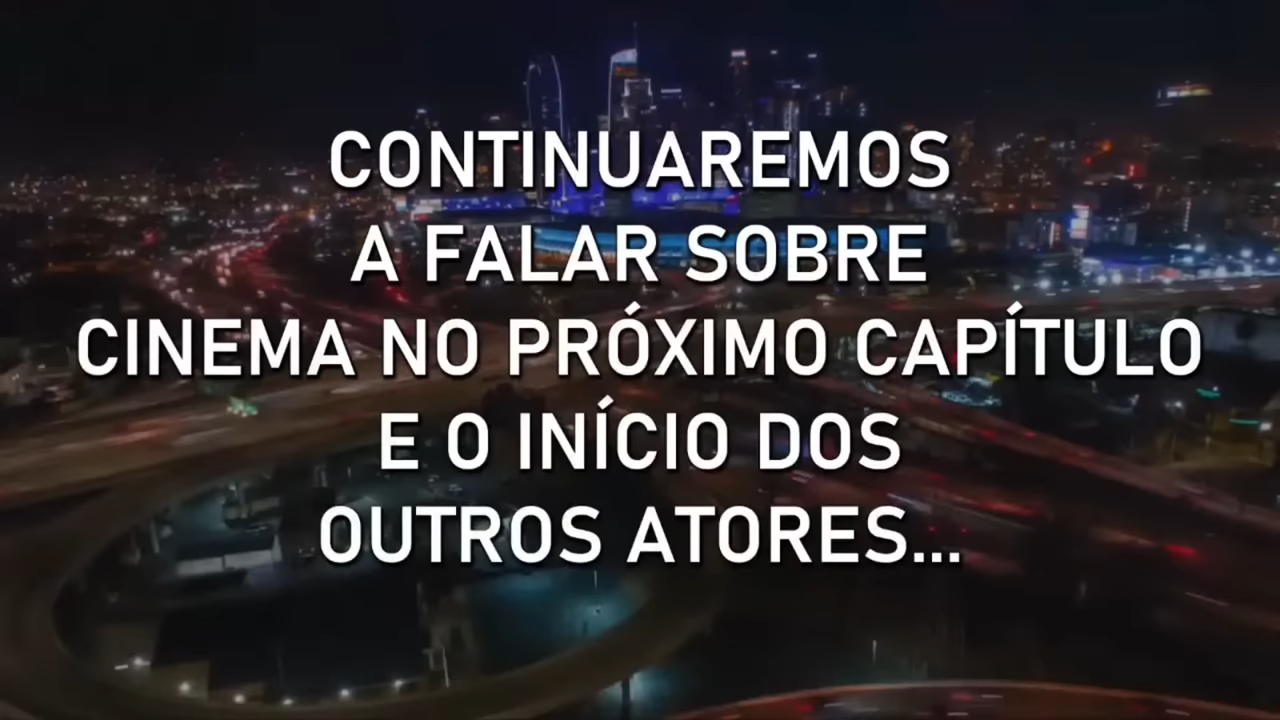 CONTINUAREMOS
A FALAR SOBRE
CINEMA NO PRÓXIMO CAPÍTULO
E O INÍCIO DOS
OUTROS ATORES...